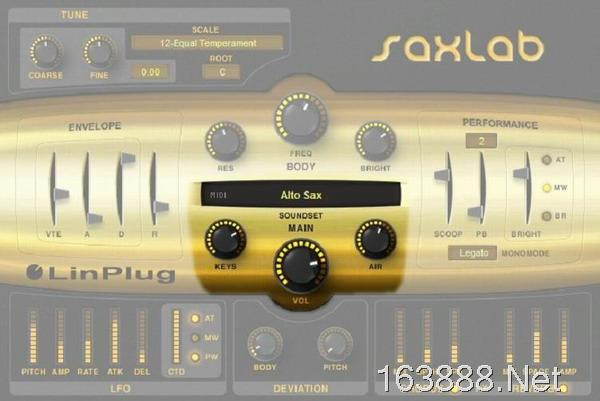 TUNE
SCALE
12-Equal Temperament
ROOT
COARSE
FINE
0.00
C
saxlab
ENVELOPE
VTE
A
D
R
RES
FREQ
BODY
BRIGHT
PERFORMANCE
2
AT
MW
BR
SCOOP
PB
BRIGHT
Legato
MONOMODE
MIDI
Alto Sax
SOUNDSET
MAIN
KEYS
AIR
VOL
LinPlug
PITCH
AMP
RATE
ATK
DEL
CTD
AT
MW
PW
LFO
BODY
PITCH
DEVIATION
SPACE
163888.Net